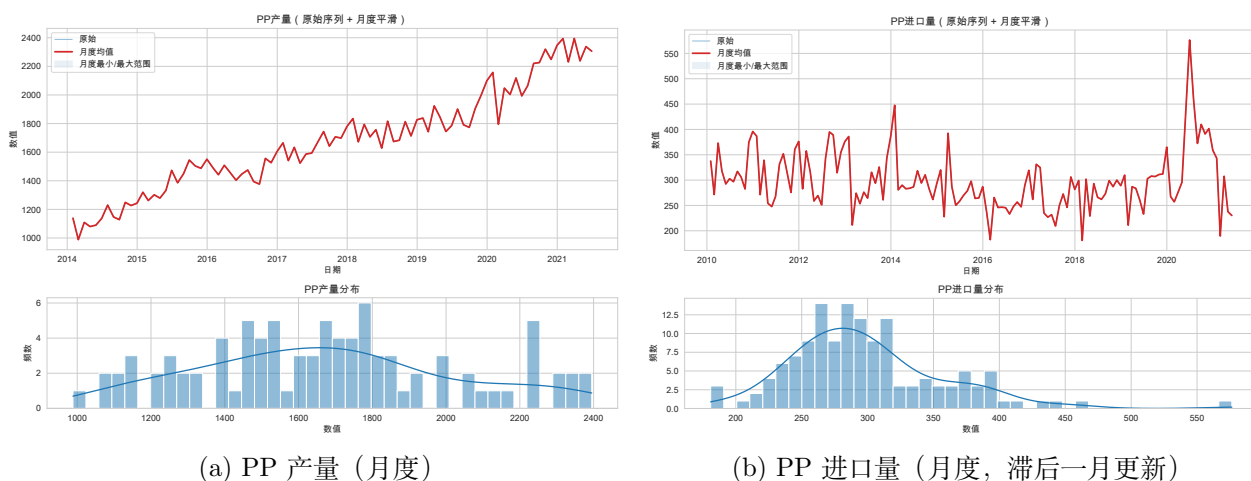 PP产量（原始序列 + 月度平滑）
原始
月度均值
月度最小/最大范围
数值
2400
2200
2000
1800
1600
1400
1200
1000
2014 2015 2016 2017 2018 2019 2020 2021
日期
PP产量分布
频数
6
4
2
0
1000 1200 1400 1600 1800 2000 2200 2400
数值
(a) PP 产量（月度）
PP进口量（原始序列 + 月度平滑）
原始
月度均值
月度最小/最大范围
数值
550
500
450
400
350
300
250
200
2010 2012 2014 2016 2018 2020
日期
PP进口量分布
频数
12.5
10.0
7.5
5.0
2.5
0.0
200 250 300 350 400 450 500 550
数值
(b) PP 进口量（月度，滞后一月更新）